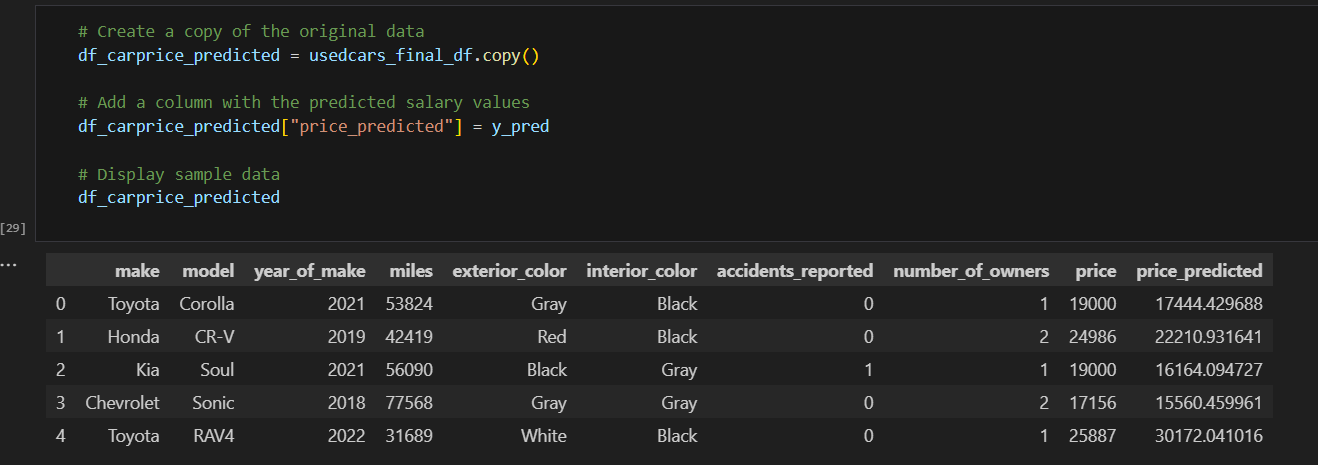 # Create a copy of the original data
df_carprice_predicted = usedcars_final_df.copy()
# Add a column with the predicted salary values
df_carprice_predicted["price_predicted"] = y_pred
# Display sample data
df_carprice_predicted
[29]
...
make model year_of_make miles exterior_color interior_color accidents_reported number_of_owners price price_predicted
0 Toyota Corolla 2021 53824 Gray Black 0 1 19000 17444.429688
1 Honda CR-V 2019 42419 Red Black 0 2 24986 22210.931641
2 Kia Soul 2021 56090 Black Gray 1 1 19000 16164.094727
3 Chevrolet Sonic 2018 77568 Gray Gray 0 2 17156 15560.459961
4 Toyota RAV4 2022 31689 White Black 0 1 25887 30172.041016